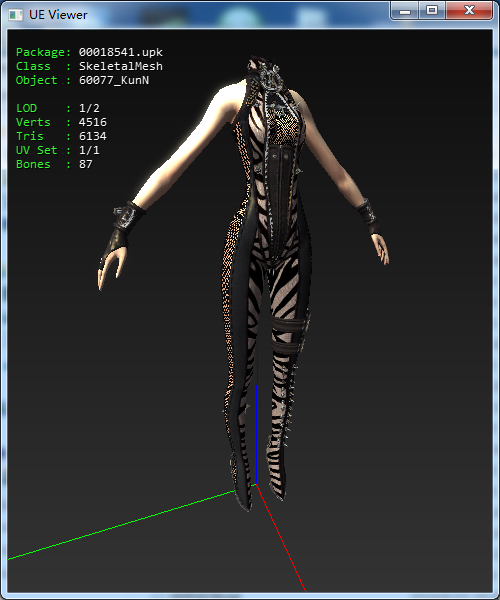 UE Viewer
Package: 00018541.upk
Class : SkeletalMesh
Object : 60077_KunN
LOD : 1/2
Verts : 4516
Tris : 6134
UV Set : 1/1
Bones : 87